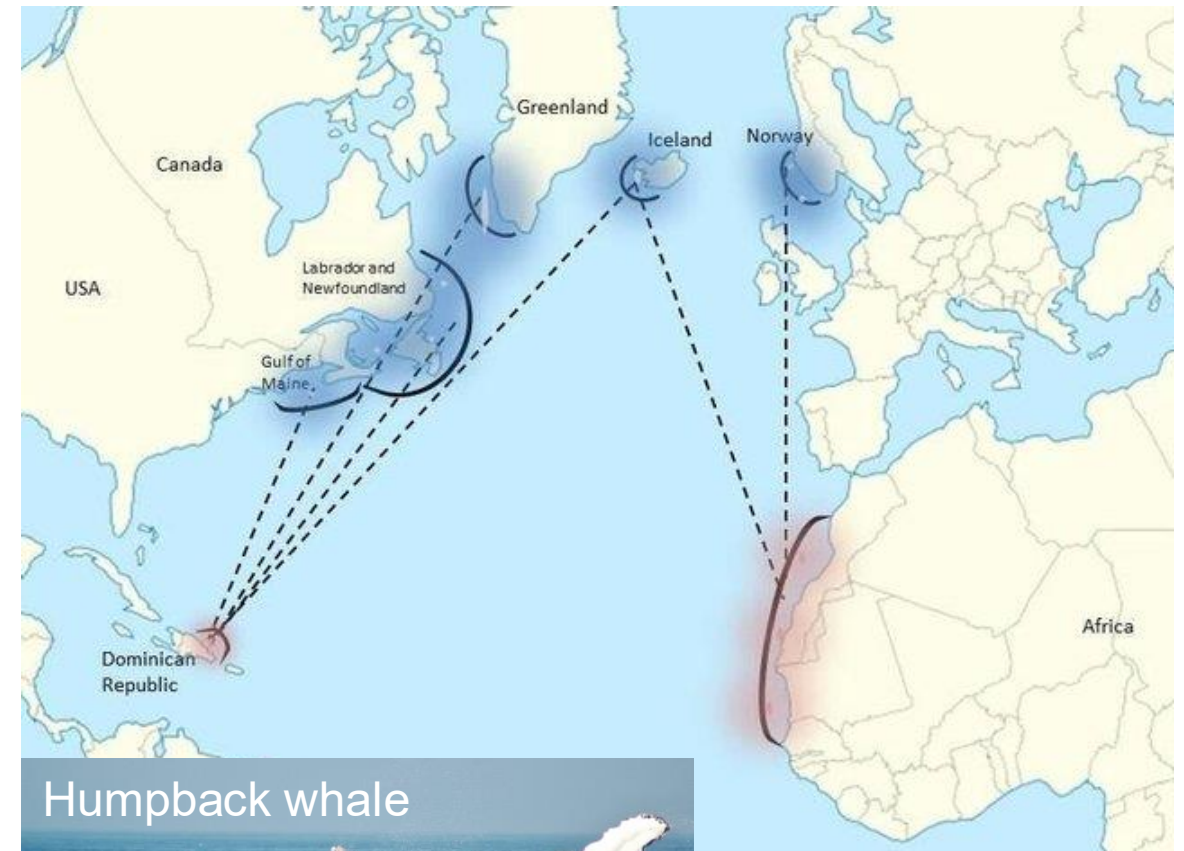 Greenland
Iceland
Norway
Canada
Labrador and
Newfoundland
USA
Gulf of
Maine
Africa
Dominican
Republic
Humpback whale